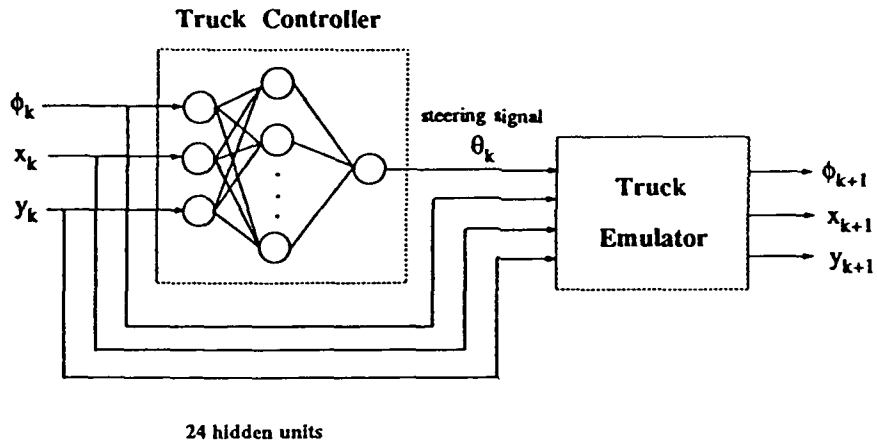 Truck Controller
ϕk
xk
yk
steering signal
θk
Truck
Emulator
ϕk+1
xk+1
yk+1
24 hidden units